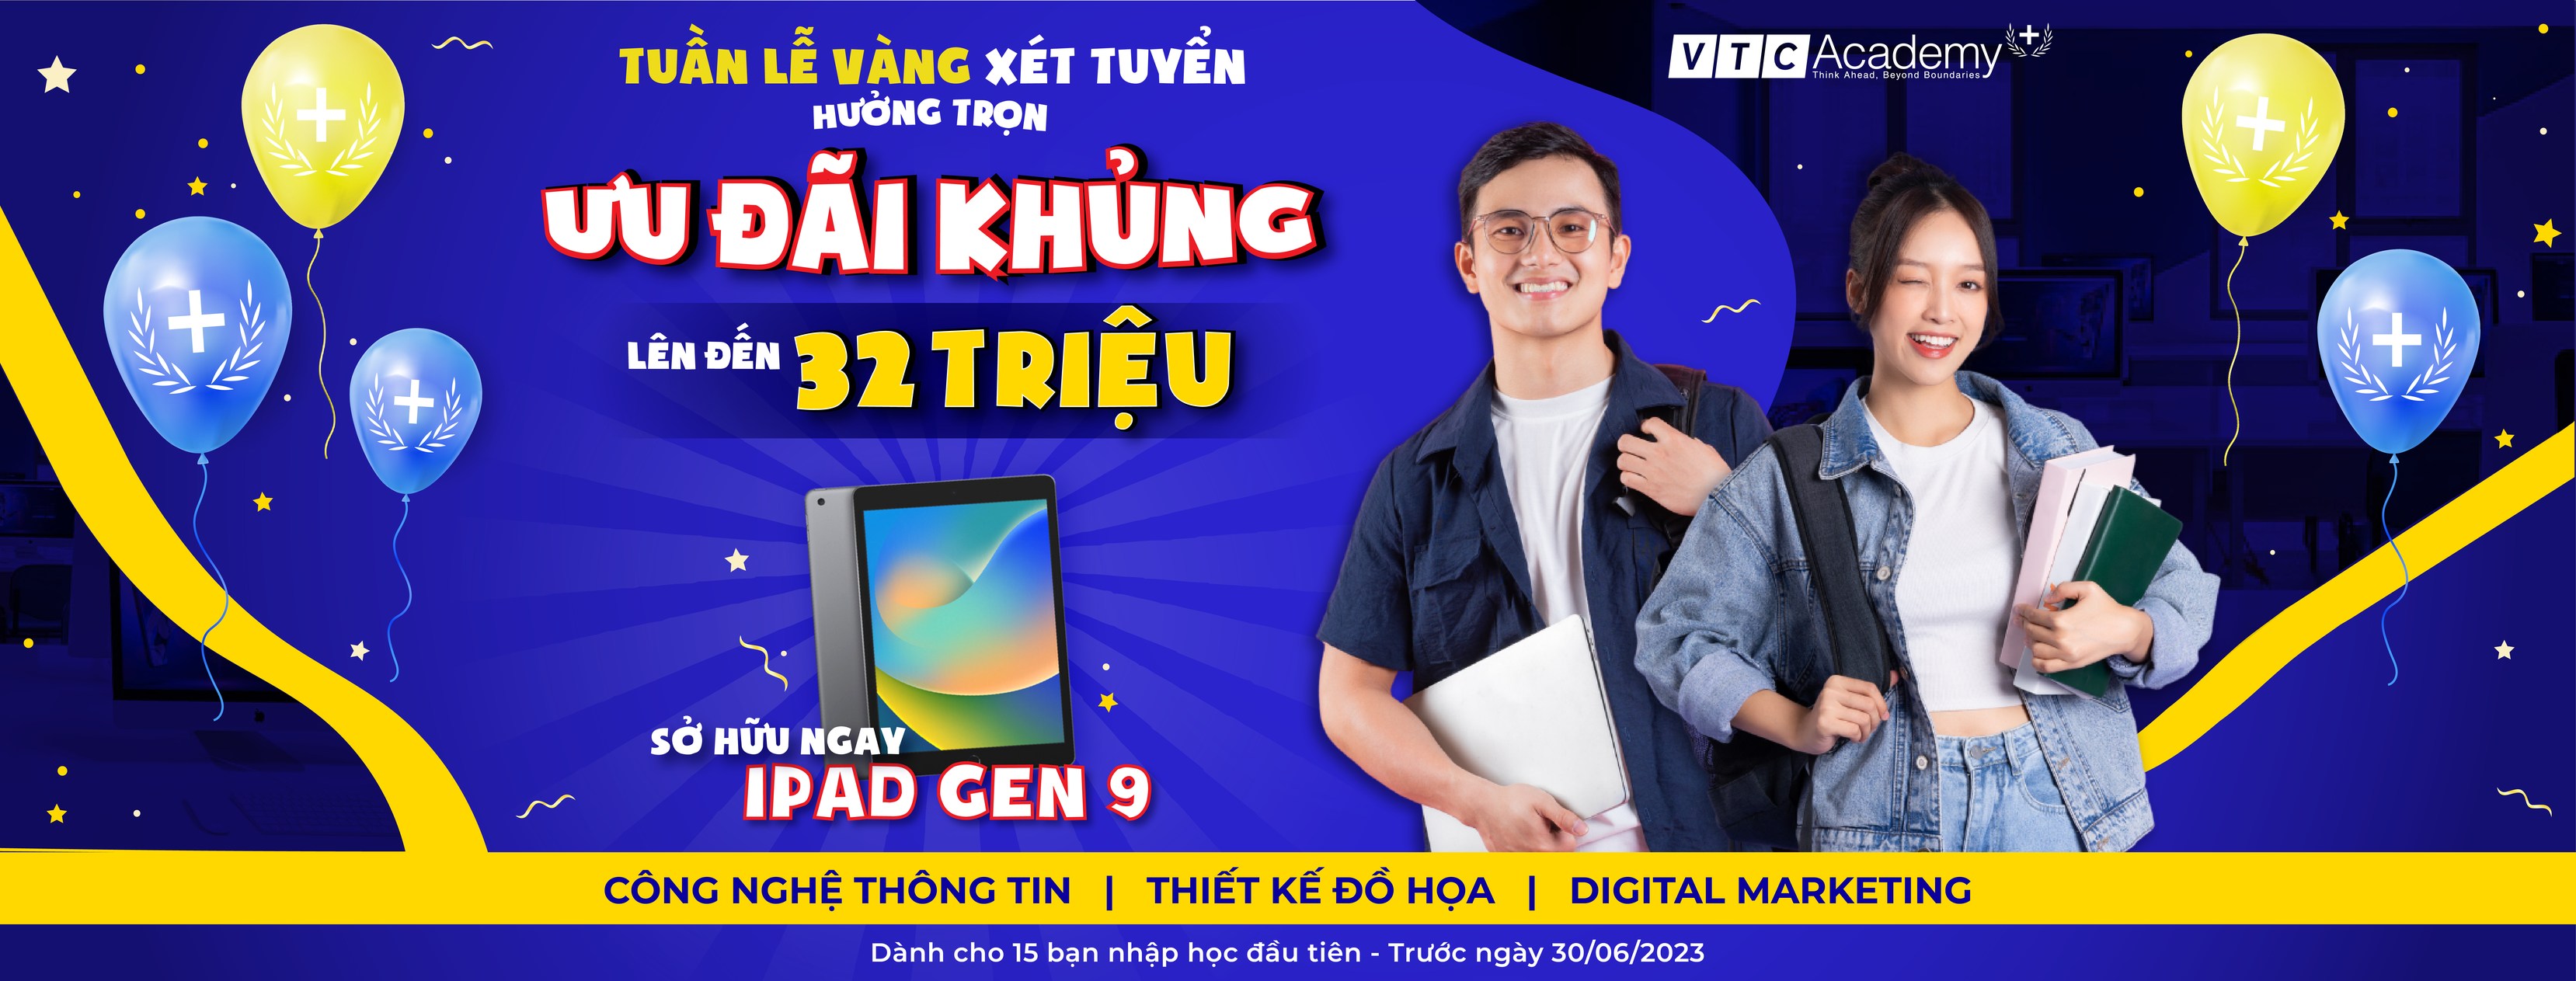 TUẦN LỄ VÀNG XÉT TUYỂN
HƯỞNG TRỌN
ƯU ĐÃI KHỦNG
LÊN ĐẾN 32 TRIỆU
SỞ HỮU NGAY
IPAD GEN 9
VTC Academy
Think Ahead, Beyond Boundaries
CÔNG NGHỆ THÔNG TIN | THIẾT KẾ ĐỒ HỌA | DIGITAL MARKETING
Dành cho 15 bạn nhập học đầu tiên - Trước ngày 30/06/2023